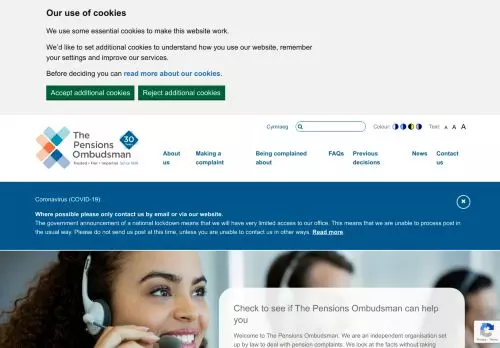 Our use of cookies
We use some essential cookies to make this website work.
We'd like to set additional cookies to understand how you use our website, remember
your settings and improve our services.
Before deciding you can read more about our cookies.
Accept additional cookies Reject additional cookies
Cymraeg Colour: Text: A A A
The
Pensions
Ombudsman
30
Trusted • Fair • Impartial Since 1991
About
us
Making a
complaint
Being complained
about
FAQs
Previous
decisions
News
Contact
us
Coronavirus (COVID-19)
Where possible please only contact us by email or via our website.
The government announcement of a national lockdown means that we will have very limited access to our office. This means that we are unable to process post in
the usual way. Please do not send us post at this time, unless you are unable to contact us in other ways. Read more.
Check to see if The Pensions Ombudsman can help
you
Welcome to The Pensions Ombudsman. We are an independent organisation set
up by law to deal with pension complaints. We look at the facts without taking
Privacy - Terms